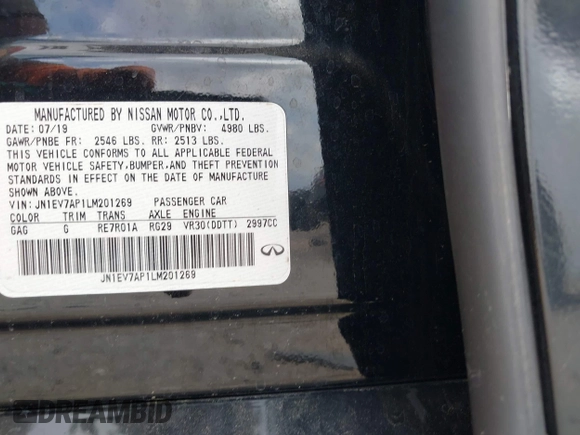 MANUFACTURED BY NISSAN MOTOR CO.,LTD.
DATE: 07/19 GVWR/PNBV: 4980 LBS.
GAWR/PNBE FR: 2546 LBS. RR: 2513 LBS.
THIS VEHICLE CONFORMS TO ALL APPLICABLE FEDERAL
MOTOR VEHICLE SAFETY,BUMPER,AND THEFT PREVENTION
STANDARDS IN EFFECT ON THE DATE OF MANUFACTURE
SHOWN ABOVE.
VIN: JN1EV7AP1LM201269 PASSENGER CAR
COLOR TRIM TRANS AXLE ENGINE
GAG G RE7R01A RG29 VR30(DDTT) 2997CC
JN1EV7AP1LM201269
DREAMBID